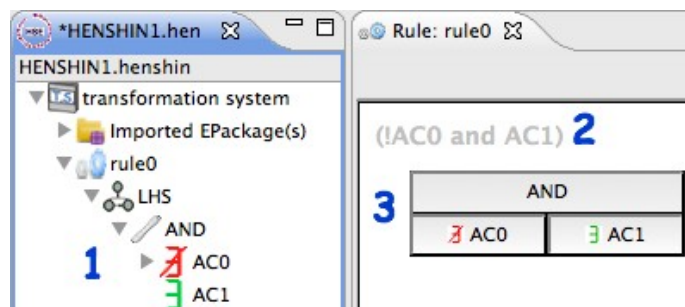 *HENSHIN1.hen
HENSHIN1.henshin
transformation system
Imported EPackage(s)
rule0
LHS
AND
1
∄ AC0
∃ AC1
Rule: rule0
(!AC0 and AC1) 2
3
AND
∄ AC0
∃ AC1